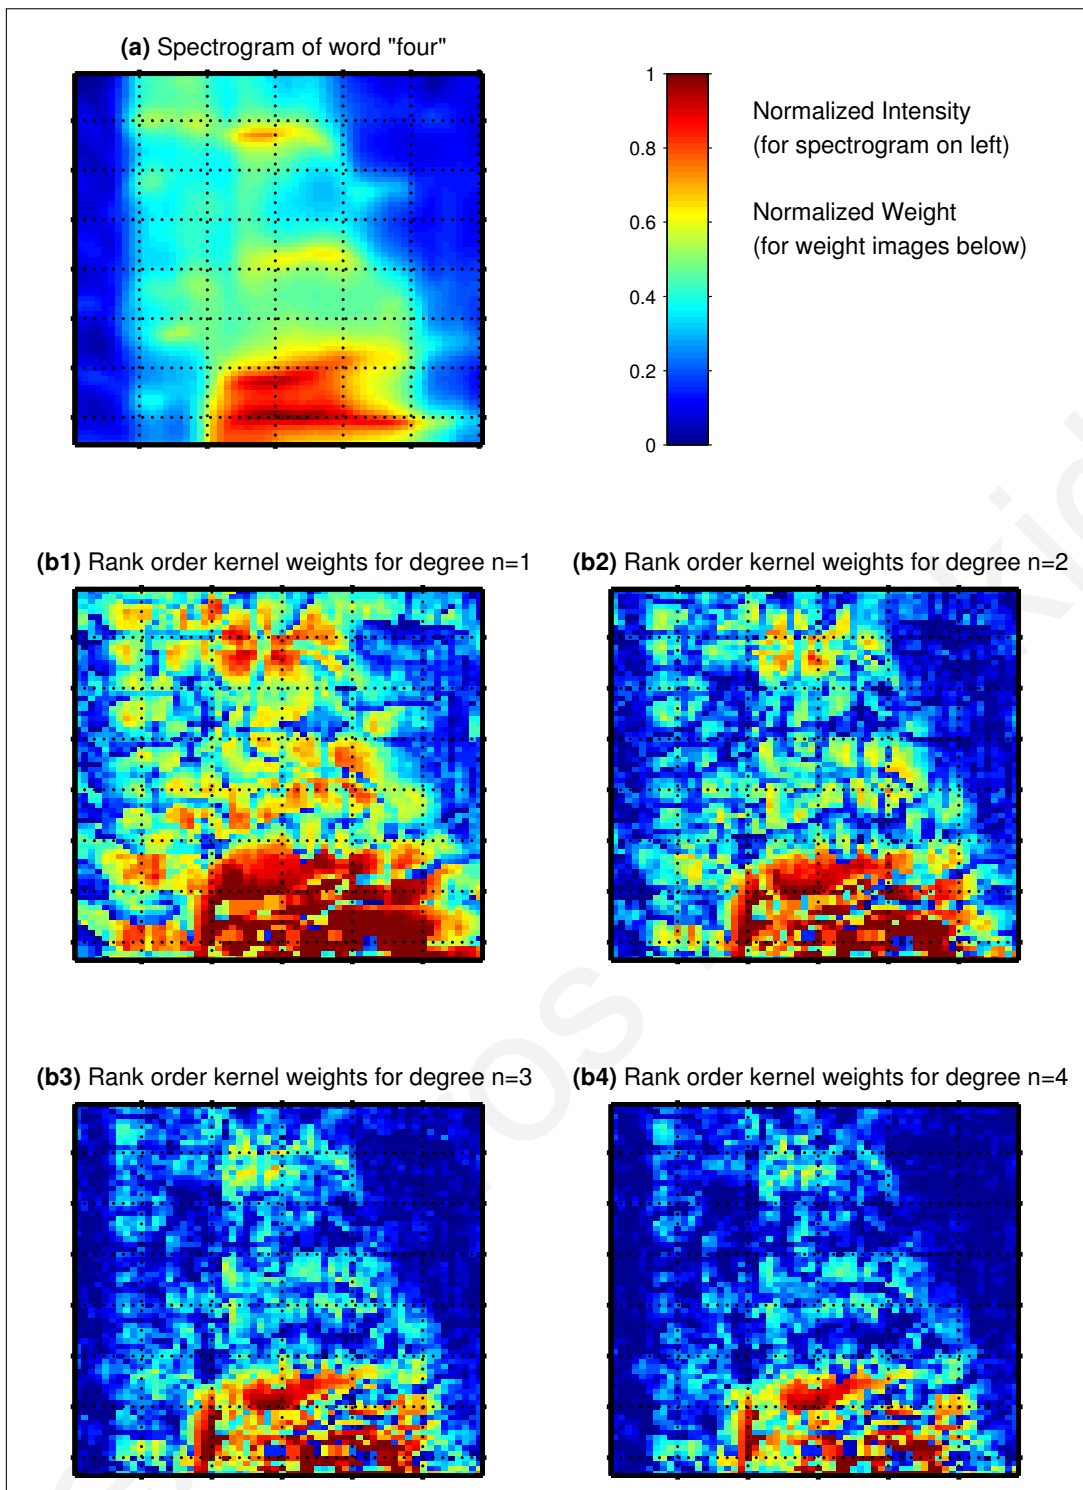 (a) Spectrogram of word "four"
1
0.8
0.6
0.4
0.2
0
Normalized Intensity
(for spectrogram on left)
Normalized Weight
(for weight images below)
(b1) Rank order kernel weights for degree n=1
(b2) Rank order kernel weights for degree n=2
(b3) Rank order kernel weights for degree n=3
(b4) Rank order kernel weights for degree n=4